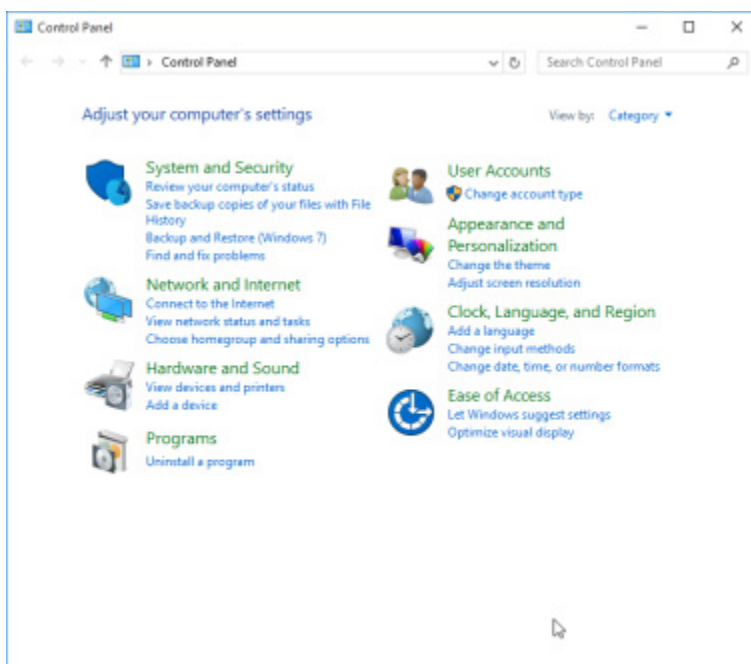 Control Panel
Control Panel
Search Control Panel
Adjust your computer's settings
View by: Category
System and Security
Review your computer's status
Save backup copies of your files with File
History
Backup and Restore (Windows 7)
Find and fix problems
Network and Internet
Connect to the Internet
View network status and tasks
Choose homegroup and sharing options
Hardware and Sound
View devices and printers
Add a device
Programs
Uninstall a program
User Accounts
Change account type
Appearance and
Personalization
Change the theme
Adjust screen resolution
Clock, Language, and Region
Add a language
Change input methods
Change date, time, or number formats
Ease of Access
Let Windows suggest settings
Optimize visual display